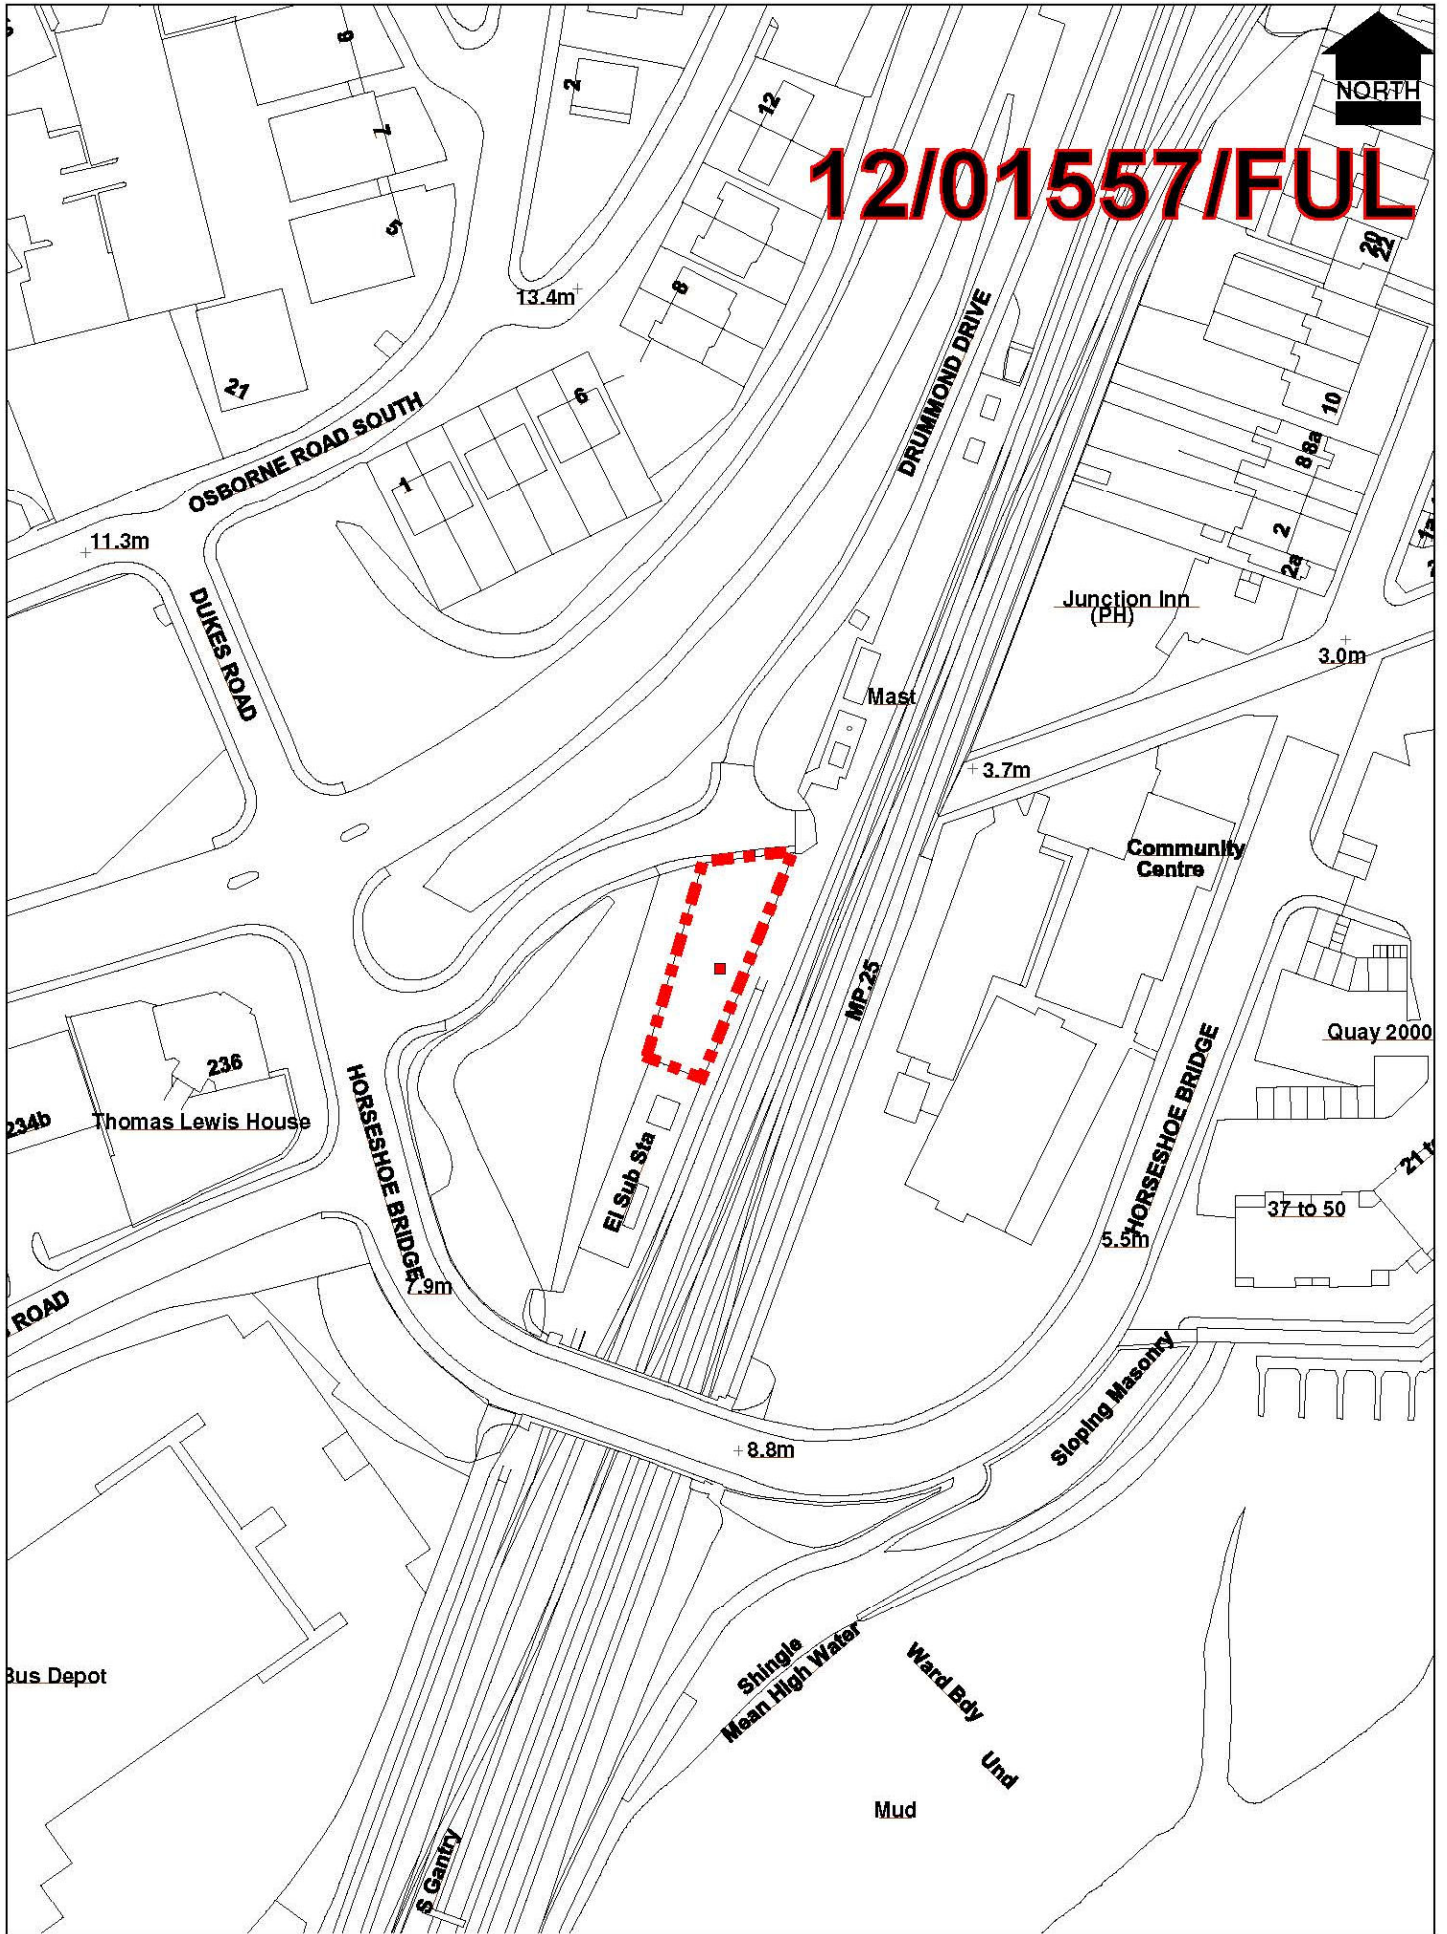 NORTH
12/01557/FUL
6
7
5
2
12
8
13.4m
20
22
21
OSBORNE ROAD SOUTH
1
6
DRUMMOND DRIVE
10
8 8a
2
2a
1a
11.3m
DUKES ROAD
Junction Inn
(PH)
3.0m
Mast
3.7m
Community
Centre
MP.25
236
234b
Thomas Lewis House
HORSESHOE BRIDGE
El Sub Sta
HORSESHOE BRIDGE
Quay 2000
37 to 50
5.5m
7.9m
ROAD
8.8m
Sloping Masonry
Shingle
Mean High Water
Ward Bdy
Und
Mud
Bus Depot
S Gantry